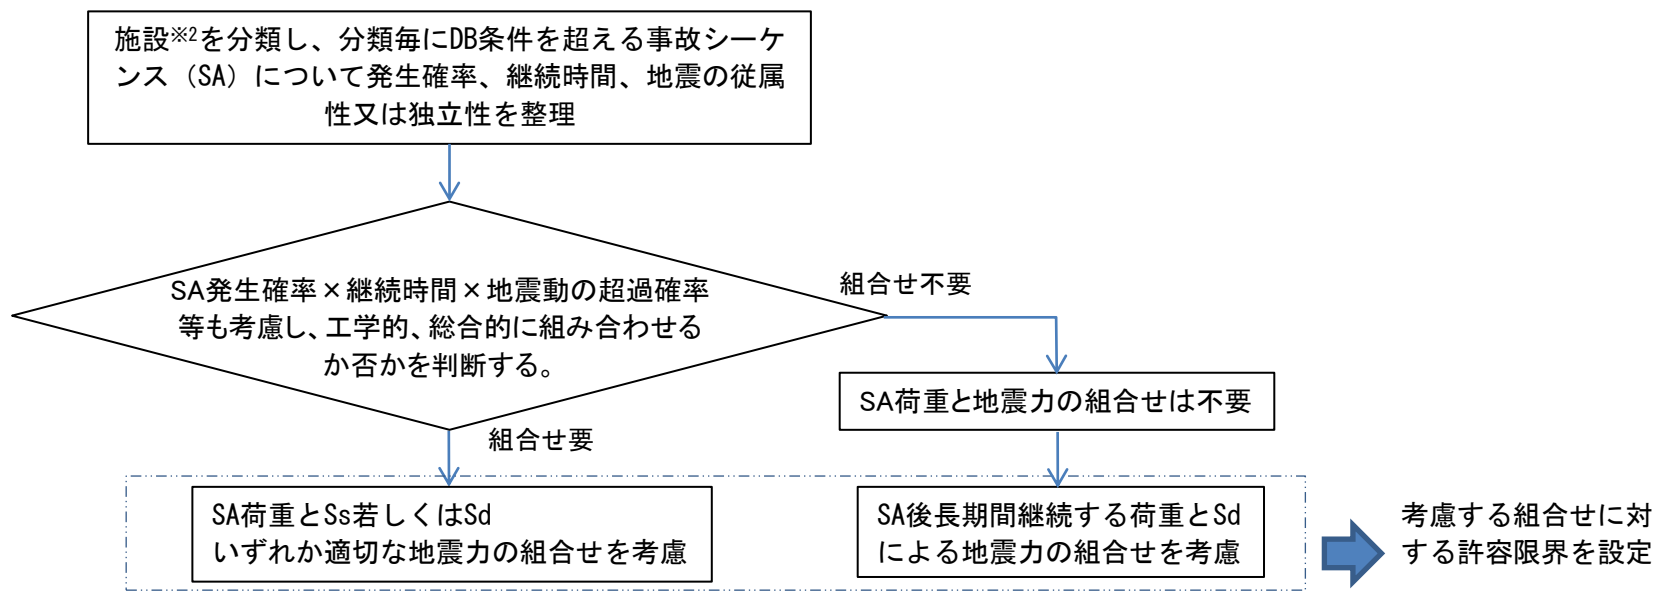 施設※2を分類し、分類毎にDB条件を超える事故シーケ
ンス（SA）について発生確率、継続時間、地震の従属
性又は独立性を整理
SA発生確率×継続時間×地震動の超過確率
等も考慮し、工学的、総合的に組み合わせる
か否かを判断する。
組合せ不要
SA荷重と地震力の組合せは不要
組合せ要
SA荷重とSs若しくはSd
いずれか適切な地震力の組合せを考慮
SA後長期間継続する荷重とSd
による地震力の組合せを考慮
考慮する組合せに対
する許容限界を設定